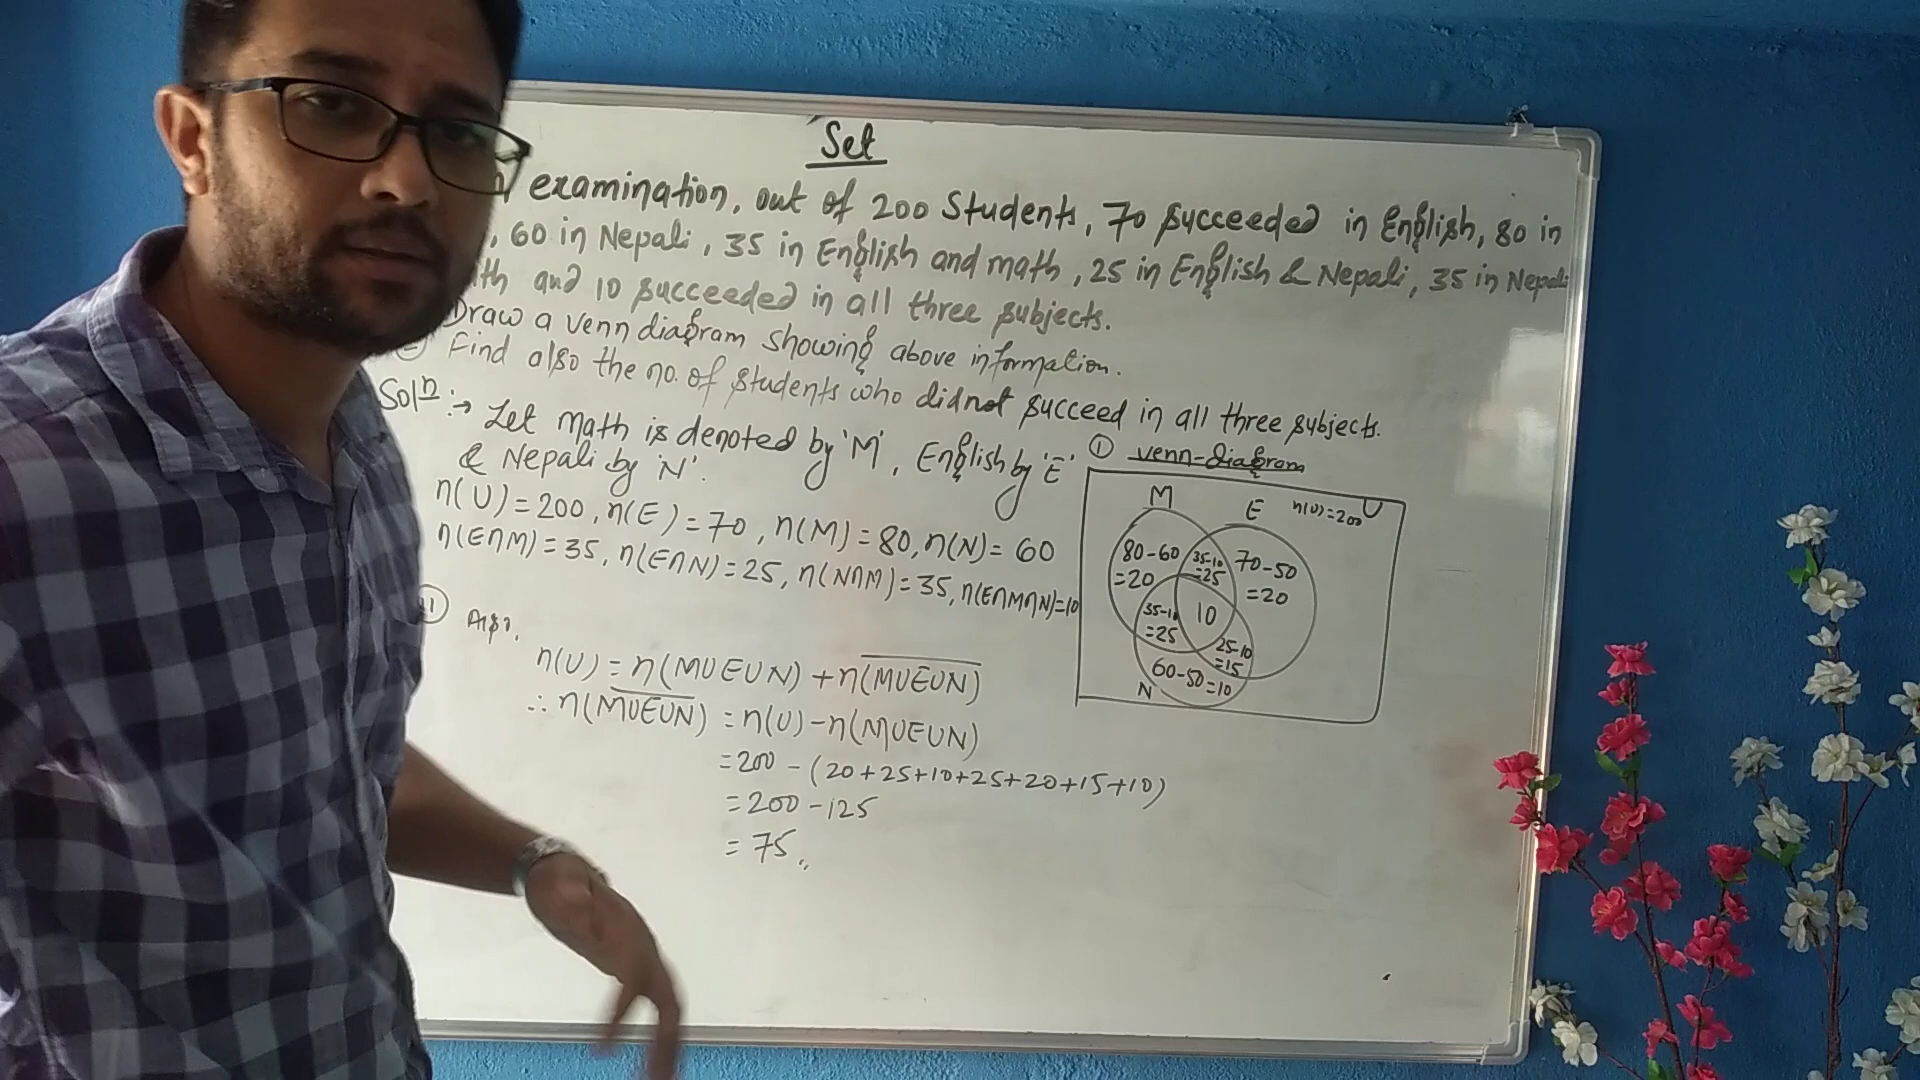 Set
examination, out of 200 Students, 70 succeeded in English, 80 in
, 60 in Nepali, 35 in English and math, 25 in English & Nepali, 35 in Nepali
and 10 succeeded in all three subjects.
Draw a venn diagram showing above information.
Find also the no. of students who did not succeed in all three subjects.
Solⁿ :→ Let Math is denoted by 'M', English by 'E'
& Nepali by 'N'.
n(U) = 200, n(E) = 70, n(M) = 80, n(N) = 60
n(E∩M) = 35, n(E∩N) = 25, n(N∩M) = 35, n(E∩M∩N)=10
① venn-diagram
M
E
n(U)=200
U
80-60
=20
35-10
=25
70-50
=20
35-10
=25
10
25-10
=15
60-50=10
N
n(U) = n(MUEUN) + n(M̅U̅E̅U̅N̅)
∴ n(M̅U̅E̅U̅N̅) = n(U) - n(MUEUN)
= 200 - (20+25+10+25+20+15+10)
= 200 - 125
= 75